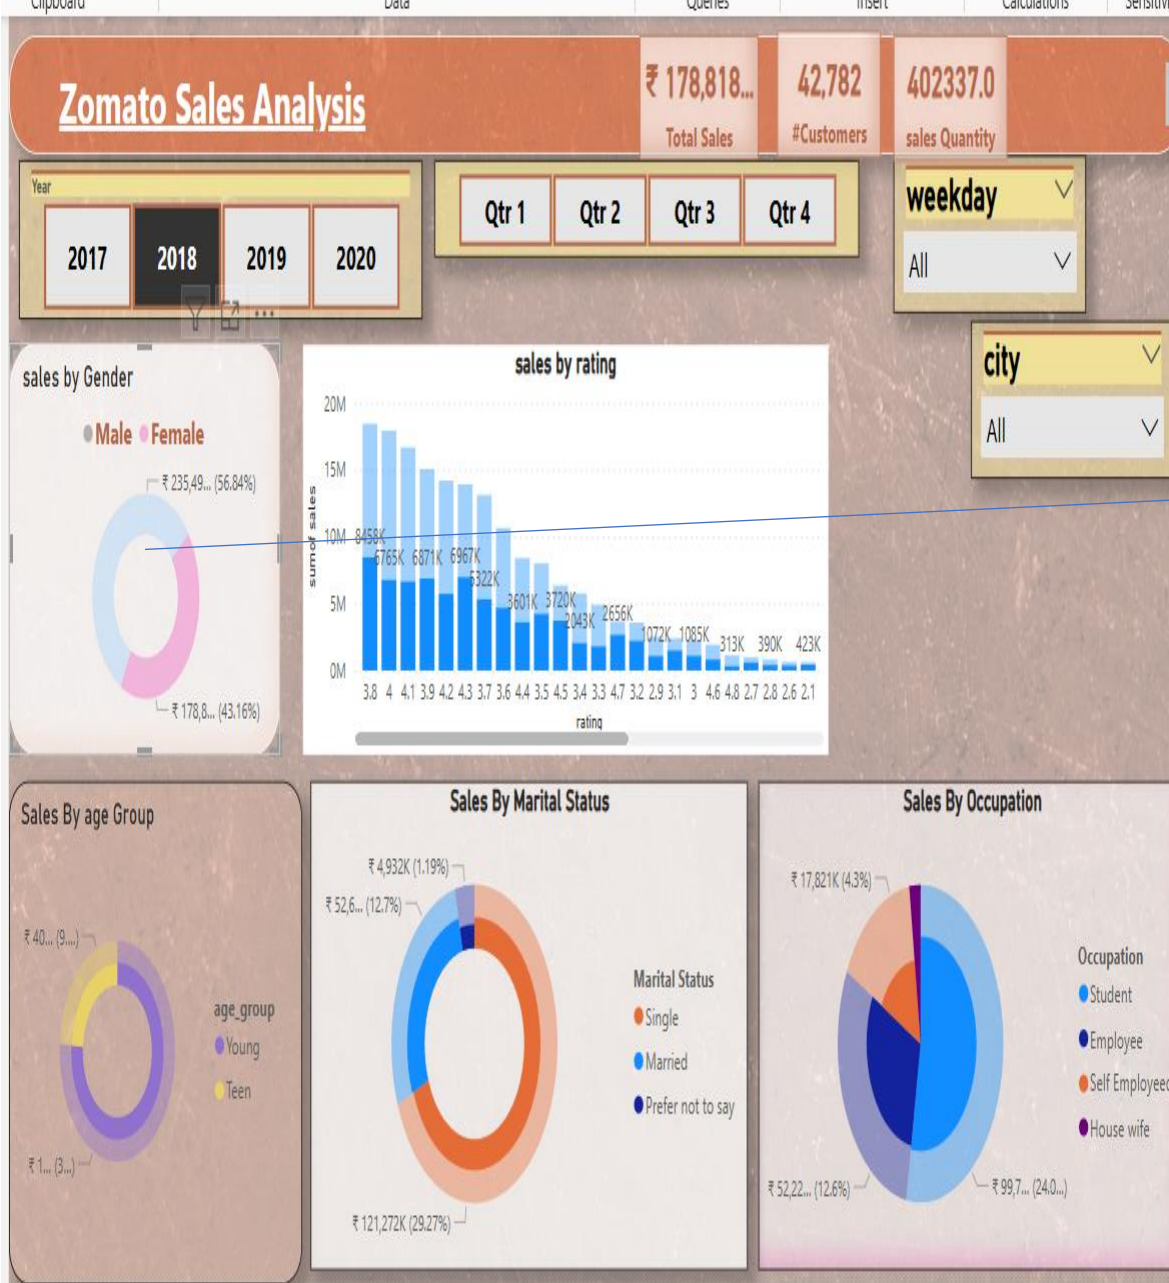 Clipboard Data Queries Insert Calculations
Zomato Sales Analysis
₹ 178,818...
Total Sales
42,782
#Customers
402337.0
sales Quantity
Year
2017 2018 2019 2020
Qtr 1 Qtr 2 Qtr 3 Qtr 4
weekday
All
city
All
sales by Gender
Male Female
₹ 235,49... (56.84%)
₹ 178,8... (43.16%)
sales by rating
sum of sales
20M
15M
10M
5M
0M
8458K 6765K 6871K 6967K 5322K 3601K 3720K 2043K 2656K 1072K 1085K 313K 390K 423K
3.8 4 4.1 3.9 4.2 4.3 3.7 3.6 4.4 3.5 4.5 3.4 3.3 4.7 3.2 2.9 3.1 3 4.6 4.8 2.7 2.8 2.6 2.1
rating
Sales By age Group
₹ 40... (9....)
₹ 1... (3...)
age_group
Young
Teen
Sales By Marital Status
₹ 4,932K (1.19%)
₹ 52,6... (12.7%)
₹ 121,272K (29.27%)
Marital Status
Single
Married
Prefer not to say
Sales By Occupation
₹ 17,821K (4.3%)
₹ 52,22... (12.6%)
₹ 99,7... (24.0...)
Occupation
Student
Employee
Self Employeed
House wife